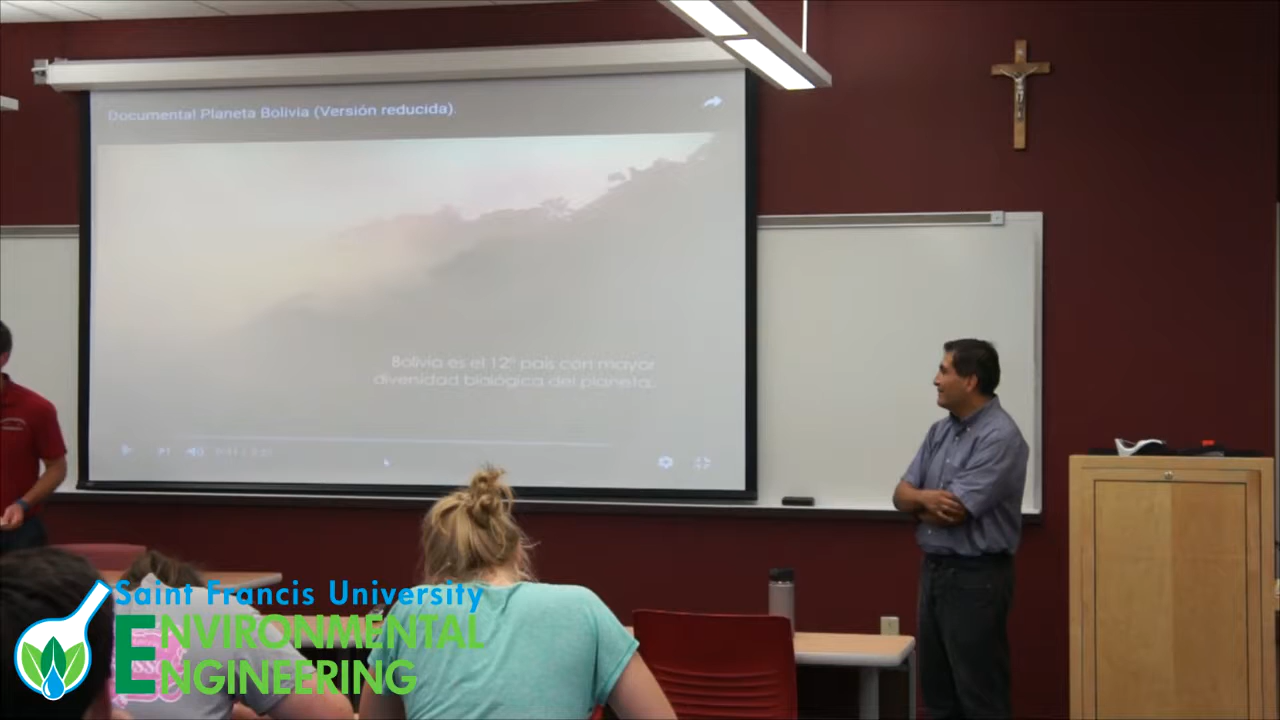 Documental Planeta Bolivia (Versión reducida).
Bolivia es el 12º país con mayor
diversidad biológica del planeta.
Saint Francis University
ENVIRONMENTAL
ENGINEERING